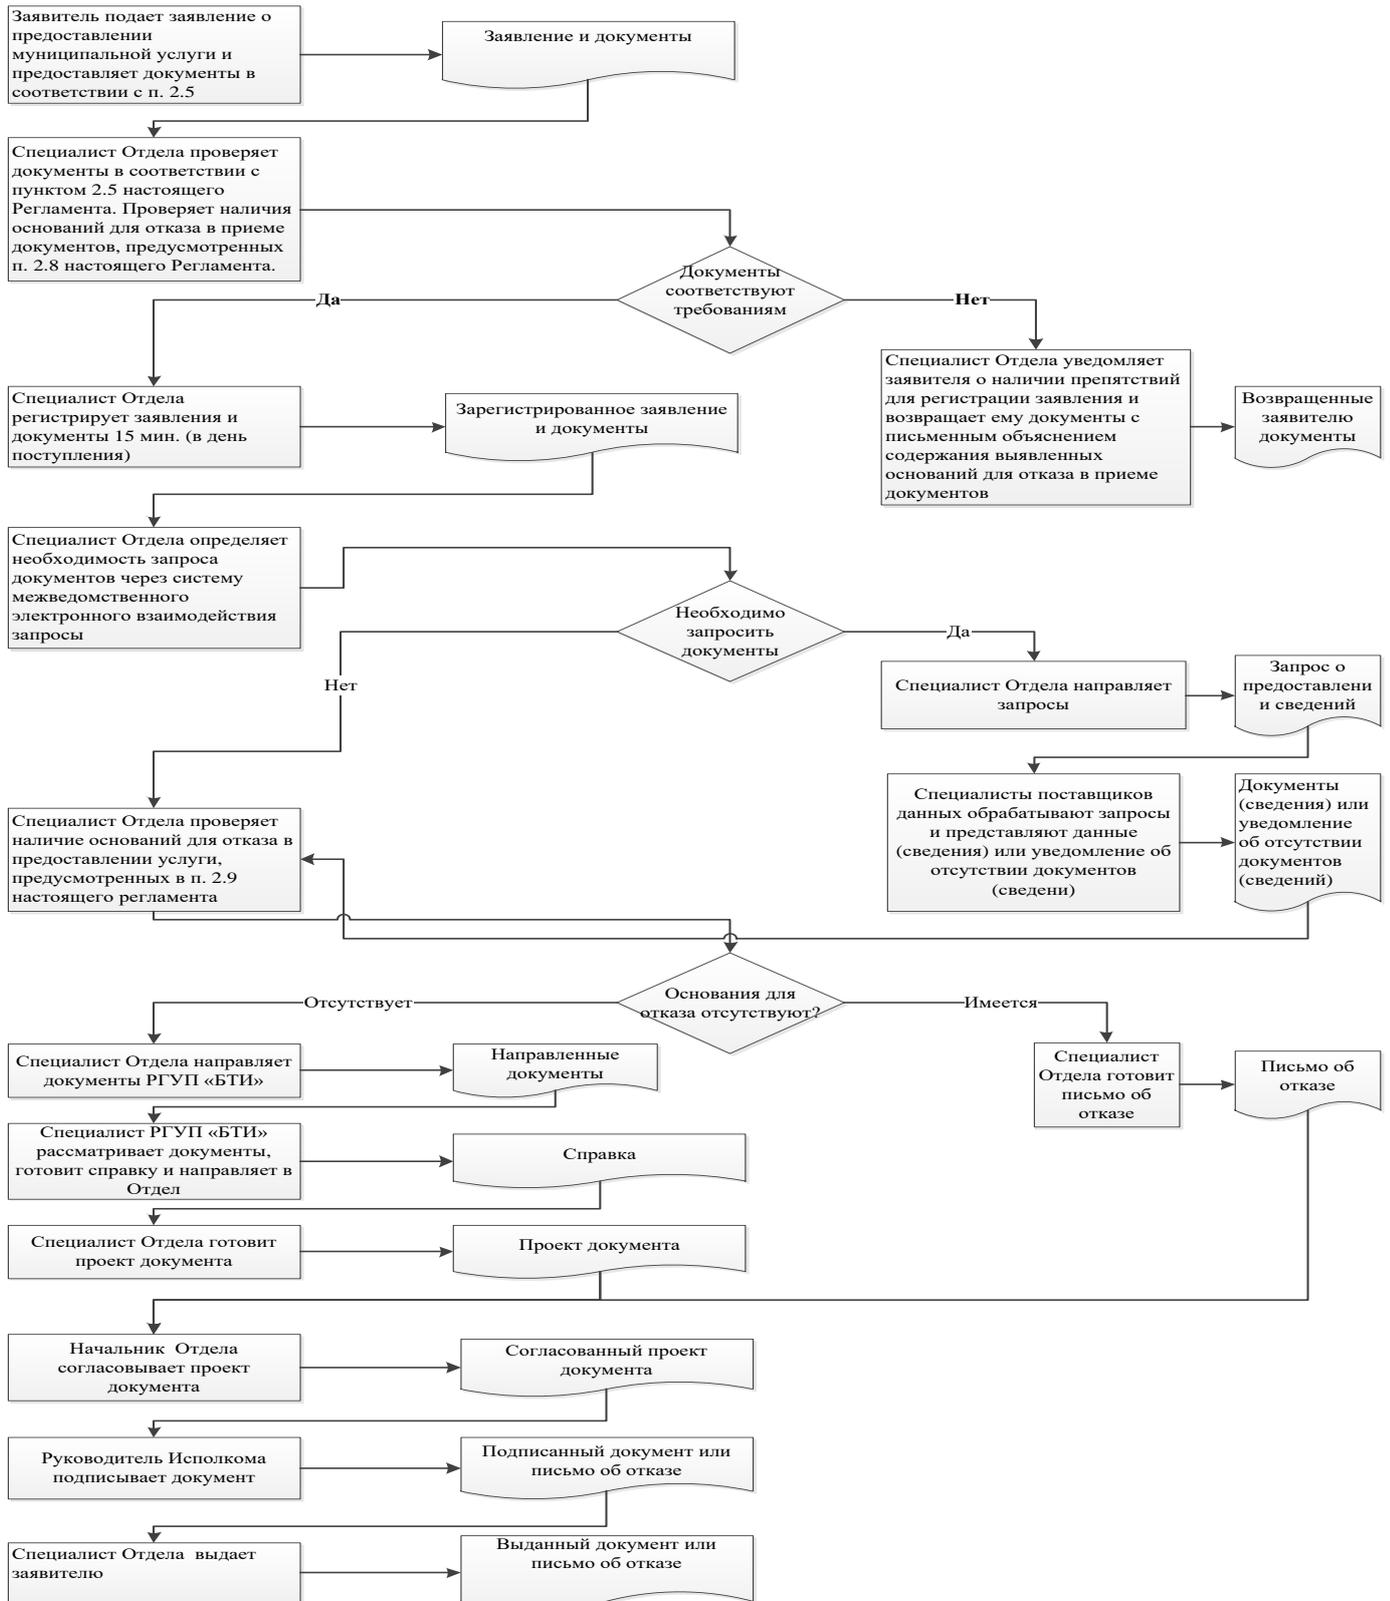 Заявитель подает заявление о
предоставлении
муниципальной услуги и
предоставляет документы в
соответствии с п. 2.5
Заявление и документы
Специалист Отдела проверяет
документы в соответствии с
пунктом 2.5 настоящего
Регламента. Проверяет наличия
оснований для отказа в приеме
документов, предусмотренных
п. 2.8 настоящего Регламента.
Документы
соответствуют
требованиям
Да
Нет
Специалист Отдела
регистрирует заявления и
документы 15 мин. (в день
поступления)
Зарегистрированное заявление
и документы
Специалист Отдела уведомляет
заявителя о наличии препятствий
для регистрации заявления и
возвращает ему документы с
письменным объяснением
содержания выявленных
оснований для отказа в приеме
документов
Возвращенные
заявителю
документы
Специалист Отдела определяет
необходимость запроса
документов через систему
межведомственного
электронного взаимодействия
запросы
Необходимо
запросить
документы
Да
Нет
Специалист Отдела направляет
запросы
Запрос о
предоставлени
и сведений
Специалисты поставщиков
данных обрабатывают запросы
и представляют данные
(сведения) или уведомление об
отсутствии документов
(сведени)
Документы
(сведения) или
уведомление
об отсутствии
документов
(сведений)
Специалист Отдела проверяет
наличие оснований для отказа в
предоставлении услуги,
предусмотренных в п. 2.9
настоящего регламента
Основания для
отказа отсутствуют?
Отсутствует
Имеется
Специалист Отдела направляет
документы РГУП «БТИ»
Направленные
документы
Специалист
Отдела готовит
письмо об
отказе
Письмо об
отказе
Специалист РГУП «БТИ»
рассматривает документы,
готовит справку и направляет в
Отдел
Справка
Специалист Отдела готовит
проект документа
Проект документа
Начальник  Отдела
согласовывает проект
документа
Согласованный проект
документа
Руководитель Исполкома
подписывает документ
Подписанный документ или
письмо об отказе
Специалист Отдела  выдает
заявителю
Выданный документ или
письмо об отказе